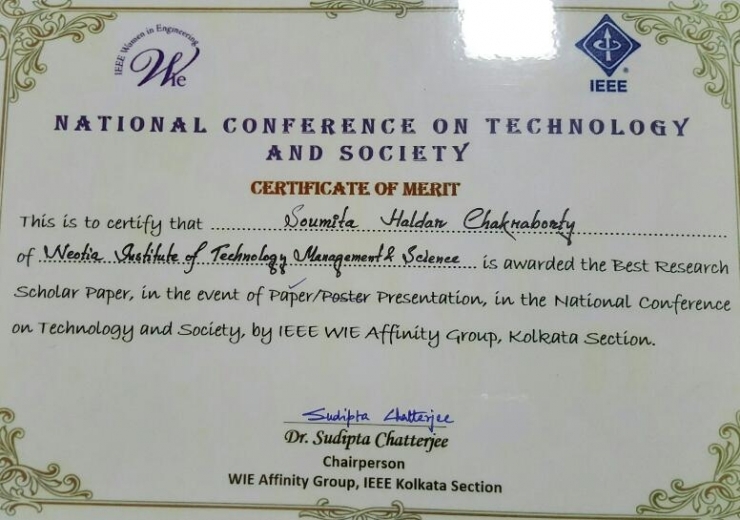 IEEE Women in Engineering
WIE
IEEE
NATIONAL CONFERENCE ON TECHNOLOGY
AND SOCIETY
CERTIFICATE OF MERIT
This is to certify that Soumita Haldar Chakraborty
of Neotia Institute of Technology Management & Science is awarded the Best Research
Scholar Paper, in the event of Paper/Poster Presentation, in the National Conference
on Technology and Society, by IEEE WIE Affinity Group, Kolkata Section.
Sudipta Chatterjee
Dr. Sudipta Chatterjee
Chairperson
WIE Affinity Group, IEEE Kolkata Section